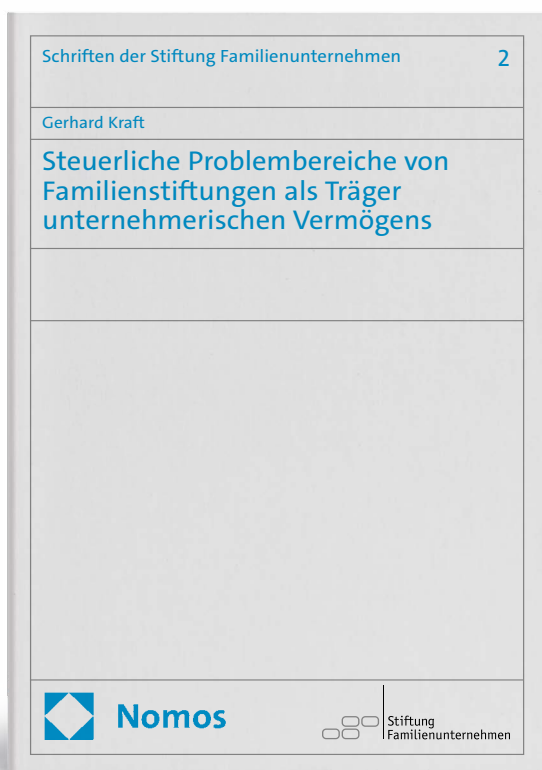 Schriften der Stiftung Familienunternehmen 2
Gerhard Kraft
Steuerliche Problembereiche von
Familienstiftungen als Träger
unternehmerischen Vermögens
Nomos
Stiftung
Familienunternehmen